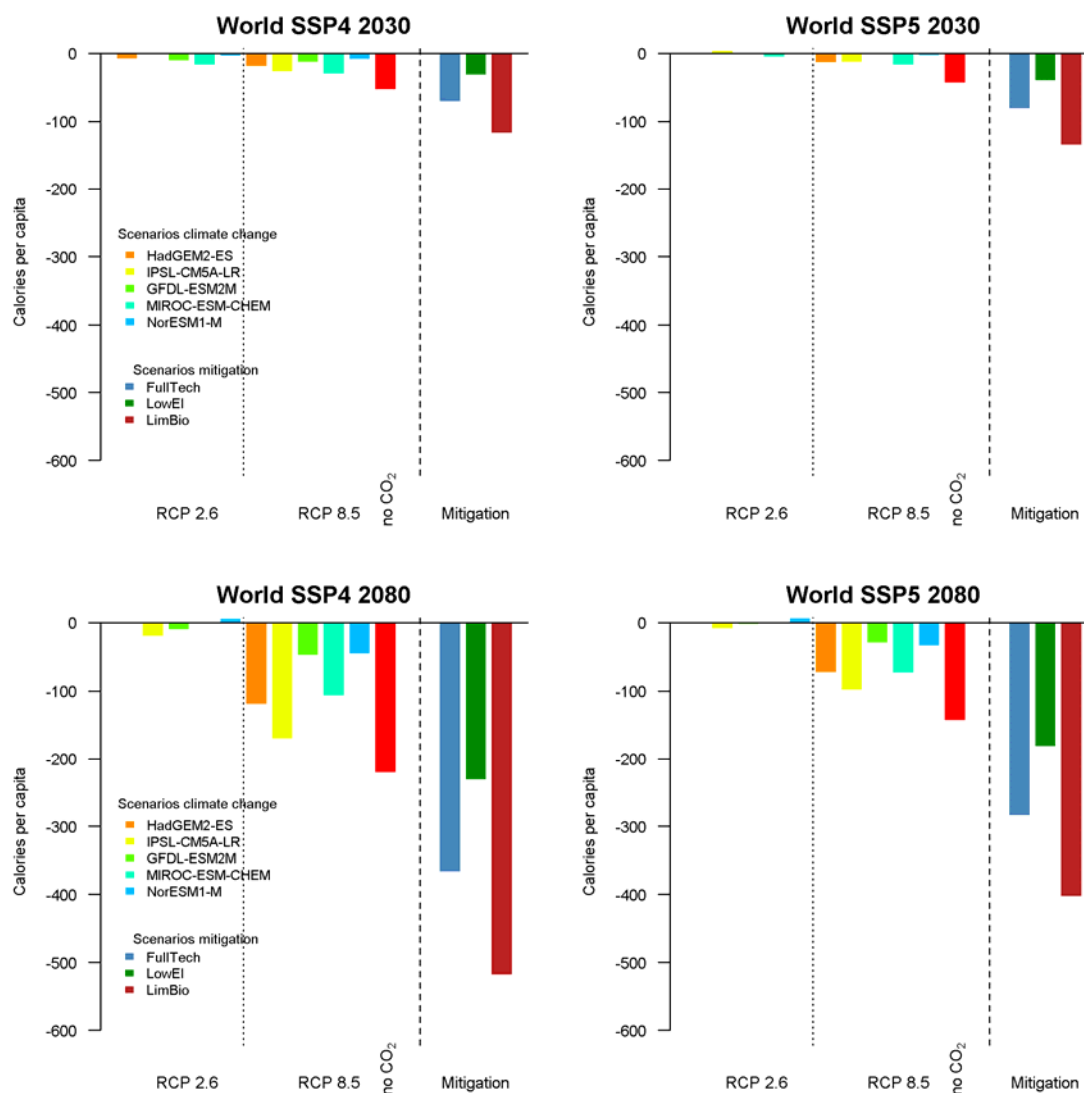 World SSP4 2030
0
-100
-200
-300
-400
-500
-600
Calories per capita
Scenarios climate change
HadGEM2-ES
IPSL-CM5A-LR
GFDL-ESM2M
MIROC-ESM-CHEM
NorESM1-M
Scenarios mitigation
FullTech
LowEI
LimBio
RCP 2.6
RCP 8.5
no CO₂
Mitigation
World SSP5 2030
0
-100
-200
-300
-400
-500
-600
Calories per capita
RCP 2.6
RCP 8.5
no CO₂
Mitigation
World SSP4 2080
0
-100
-200
-300
-400
-500
-600
Calories per capita
Scenarios climate change
HadGEM2-ES
IPSL-CM5A-LR
GFDL-ESM2M
MIROC-ESM-CHEM
NorESM1-M
Scenarios mitigation
FullTech
LowEI
LimBio
RCP 2.6
RCP 8.5
no CO₂
Mitigation
World SSP5 2080
0
-100
-200
-300
-400
-500
-600
Calories per capita
RCP 2.6
RCP 8.5
no CO₂
Mitigation